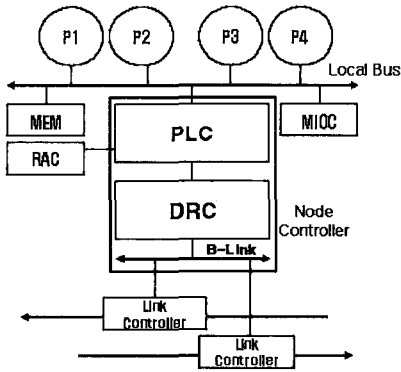 P1
P2
P3
P4
Local Bus
MEM
PLC
MIOC
RAC
DRC
Node
Controller
B-Link
Link
Controller
Link
Controller